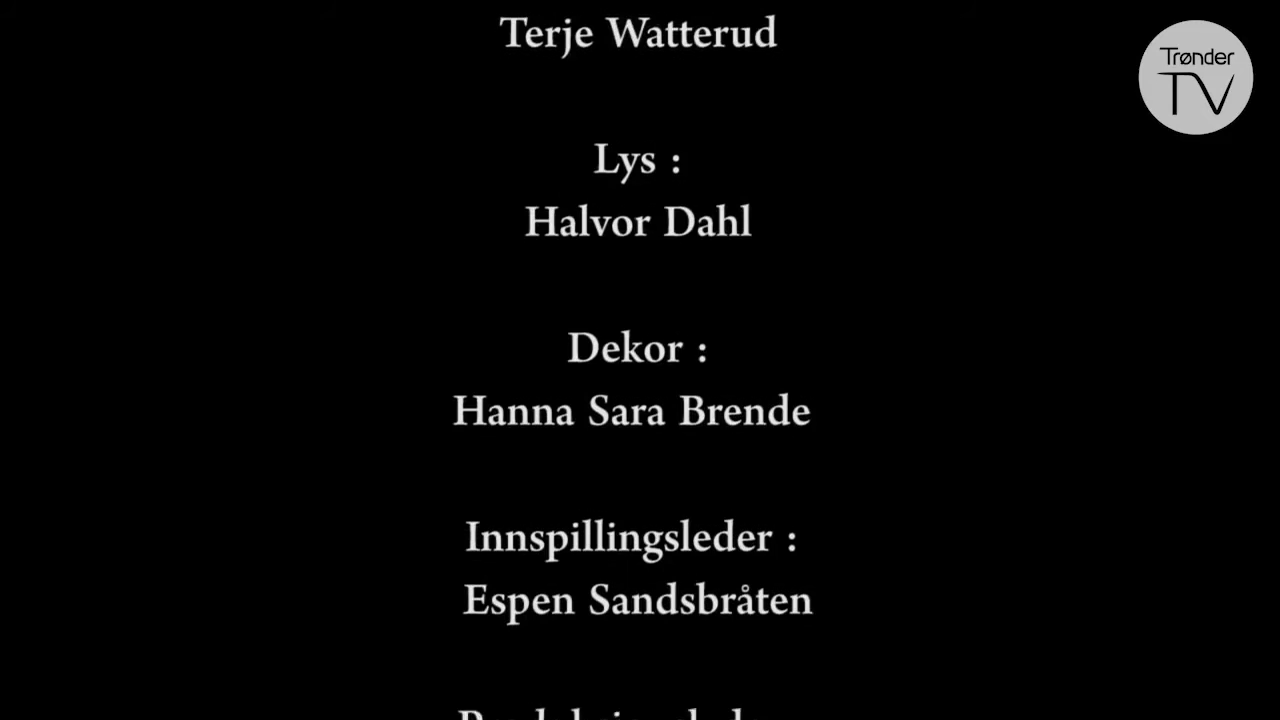 Terje Watterud
Trønder
TV
Lys :
Halvor Dahl
Dekor :
Hanna Sara Brende
Innspillingsleder :
Espen Sandsbråten